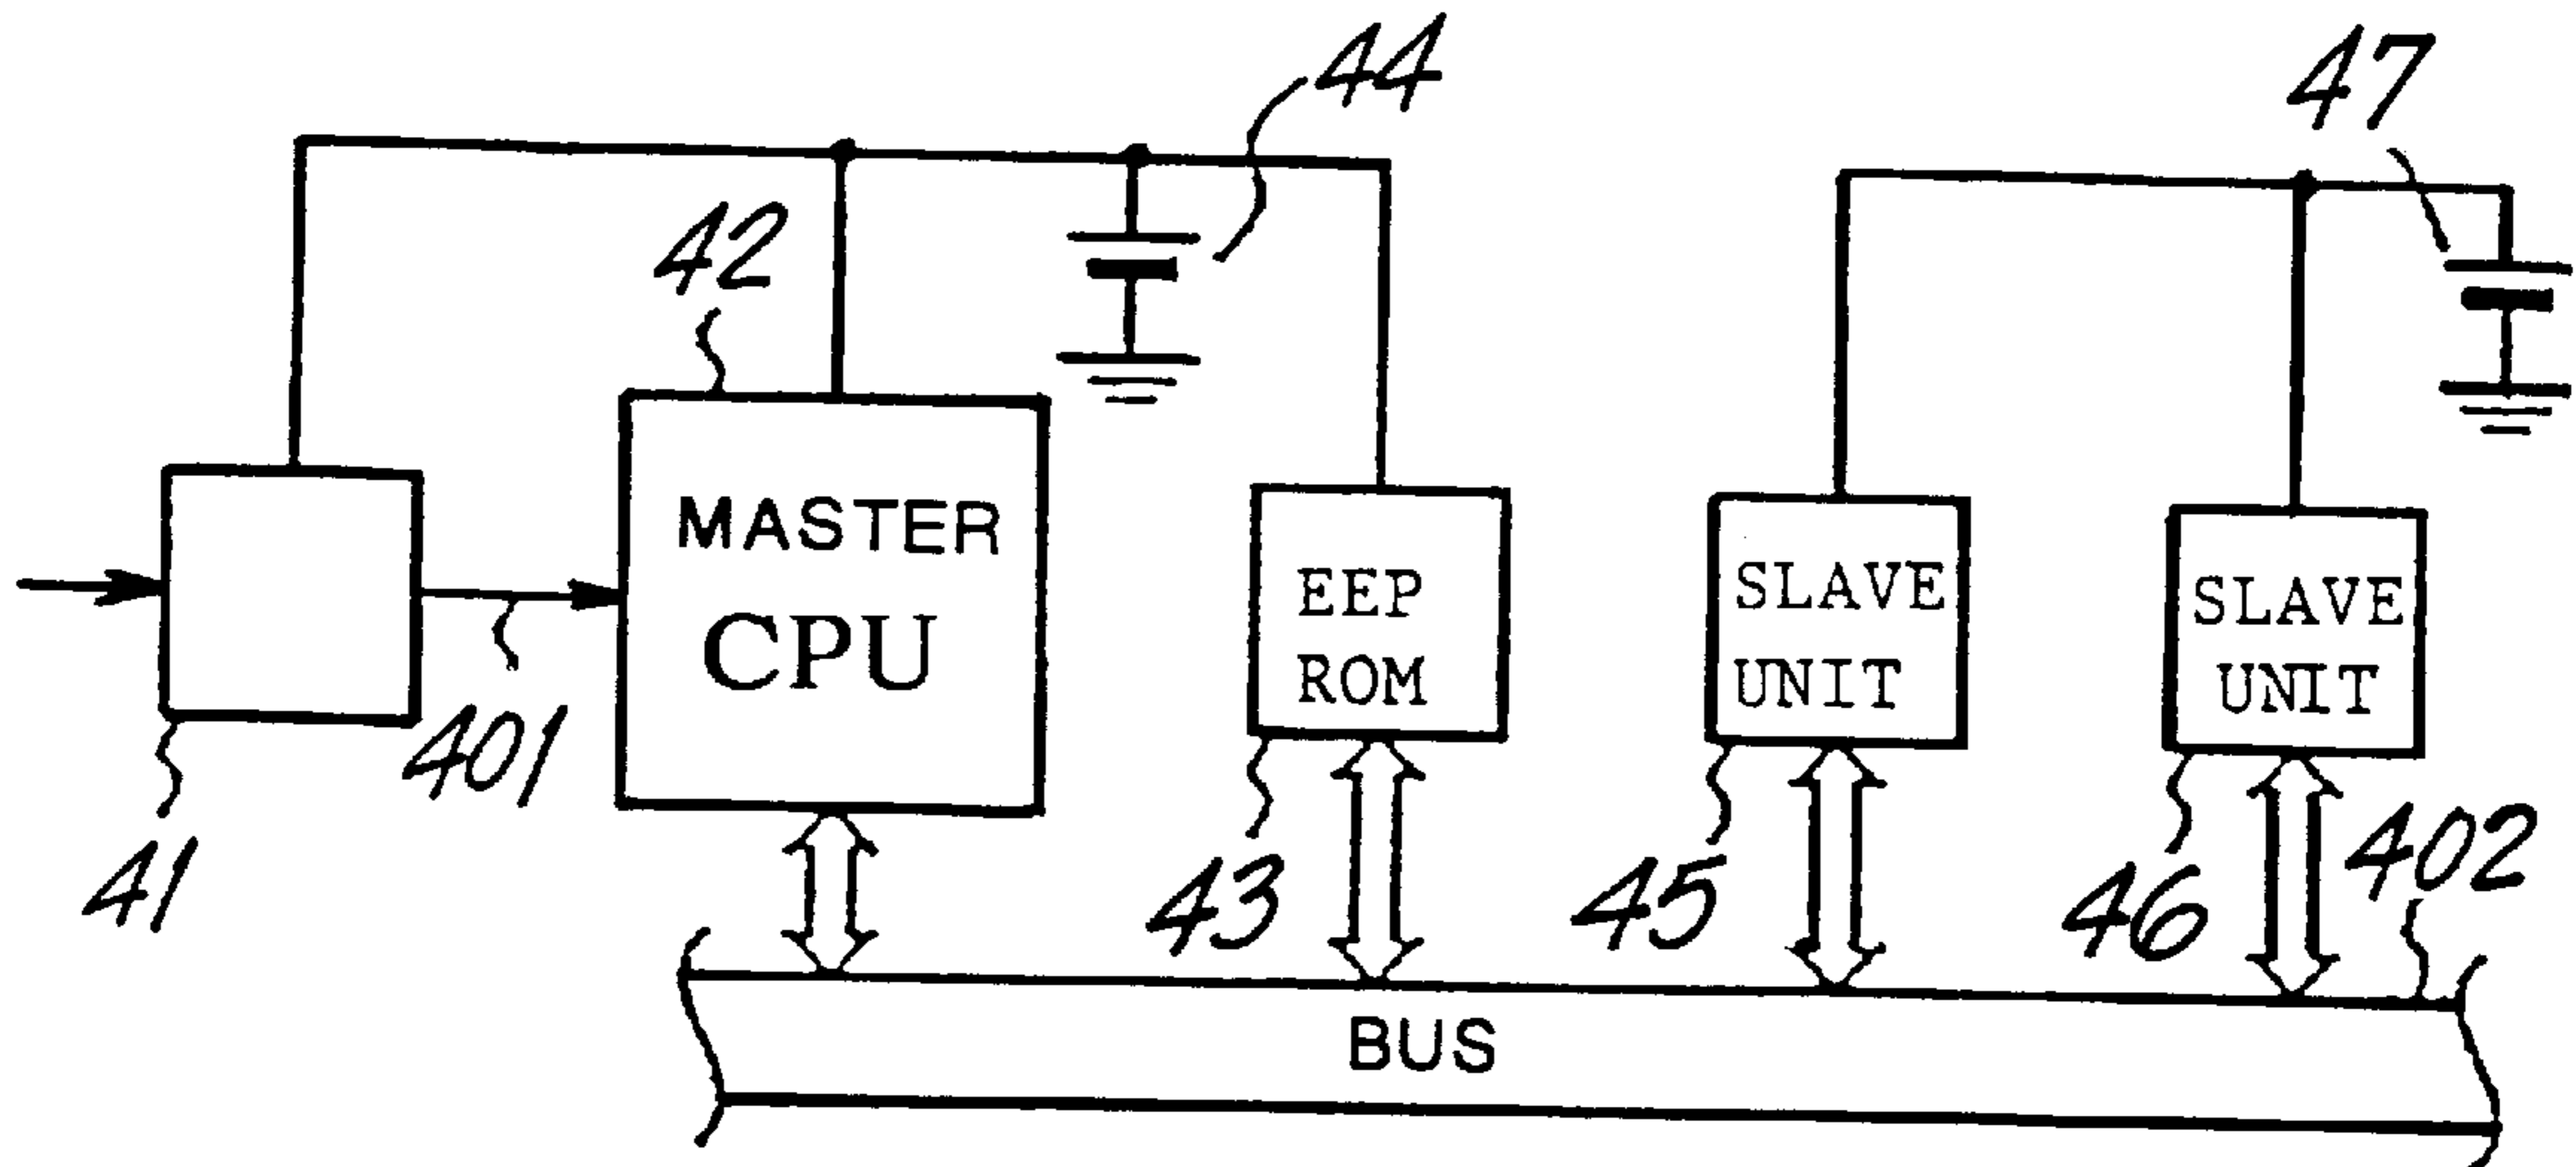 44
47
42
MASTER
CPU
EEP
ROM
SLAVE
UNIT
SLAVE
UNIT
401
41
43
45
46
402
BUS